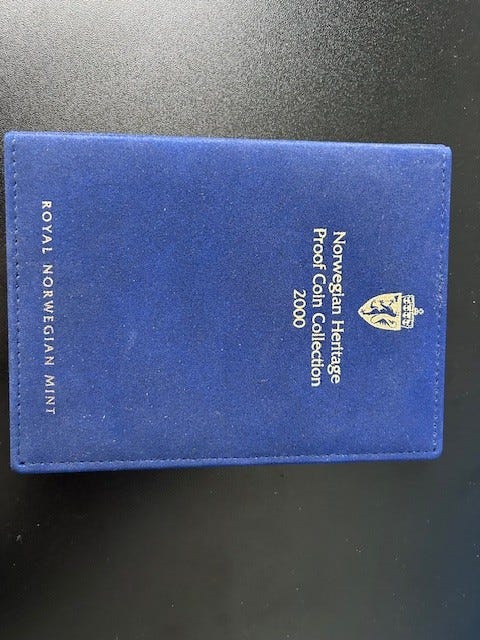 Norwegian Heritage
Proof Coin Collection
2000
ROYAL NORWEGIAN MINT